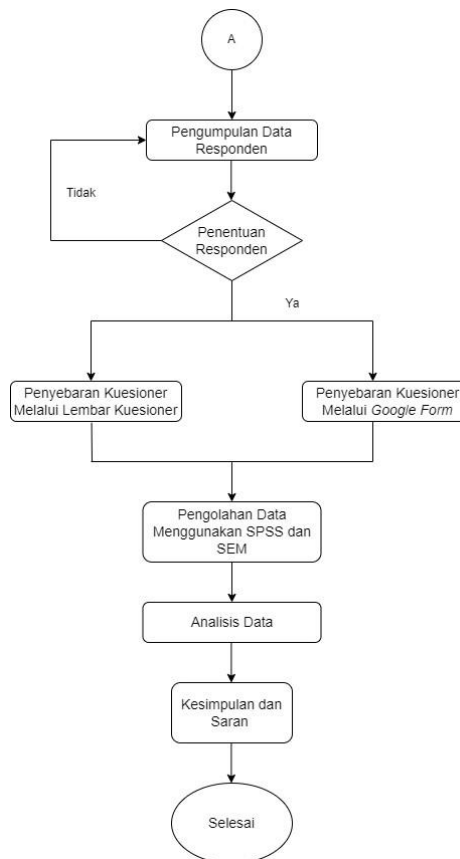 A
Pengumpulan Data
Responden
Tidak
Penentuan
Responden
Ya
Penyebaran Kuesioner
Melalui Lembar Kuesioner
Penyebaran Kuesioner
Melalui Google Form
Pengolahan Data
Menggunakan SPSS dan
SEM
Analisis Data
Kesimpulan dan
Saran
Selesai